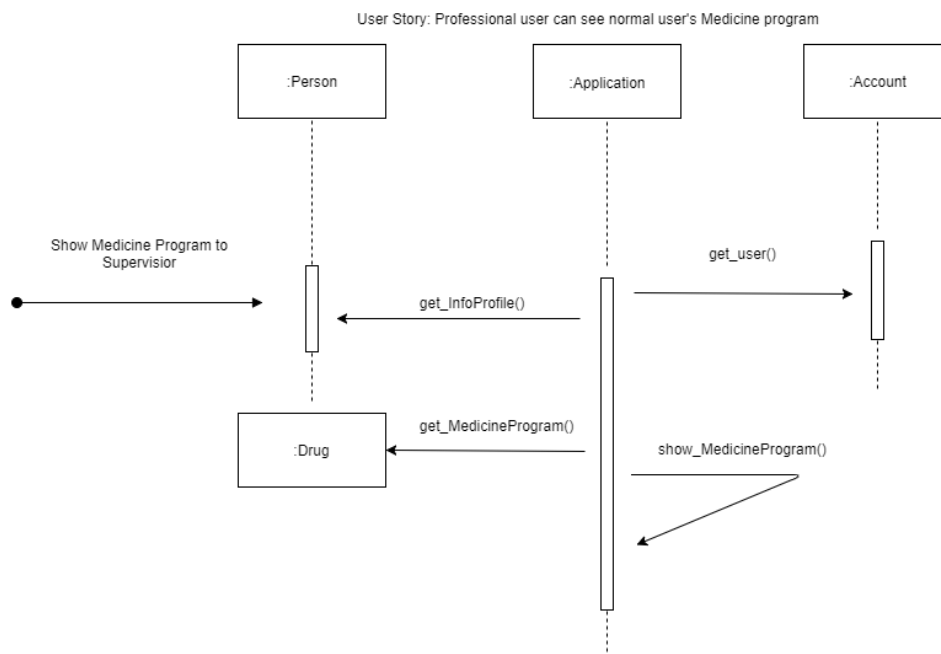 User Story: Professional user can see normal user's Medicine program
:Person
:Application
:Account
Show Medicine Program to
Supervisior
get_user()
get_InfoProfile()
get_MedicineProgram()
:Drug
show_MedicineProgram()